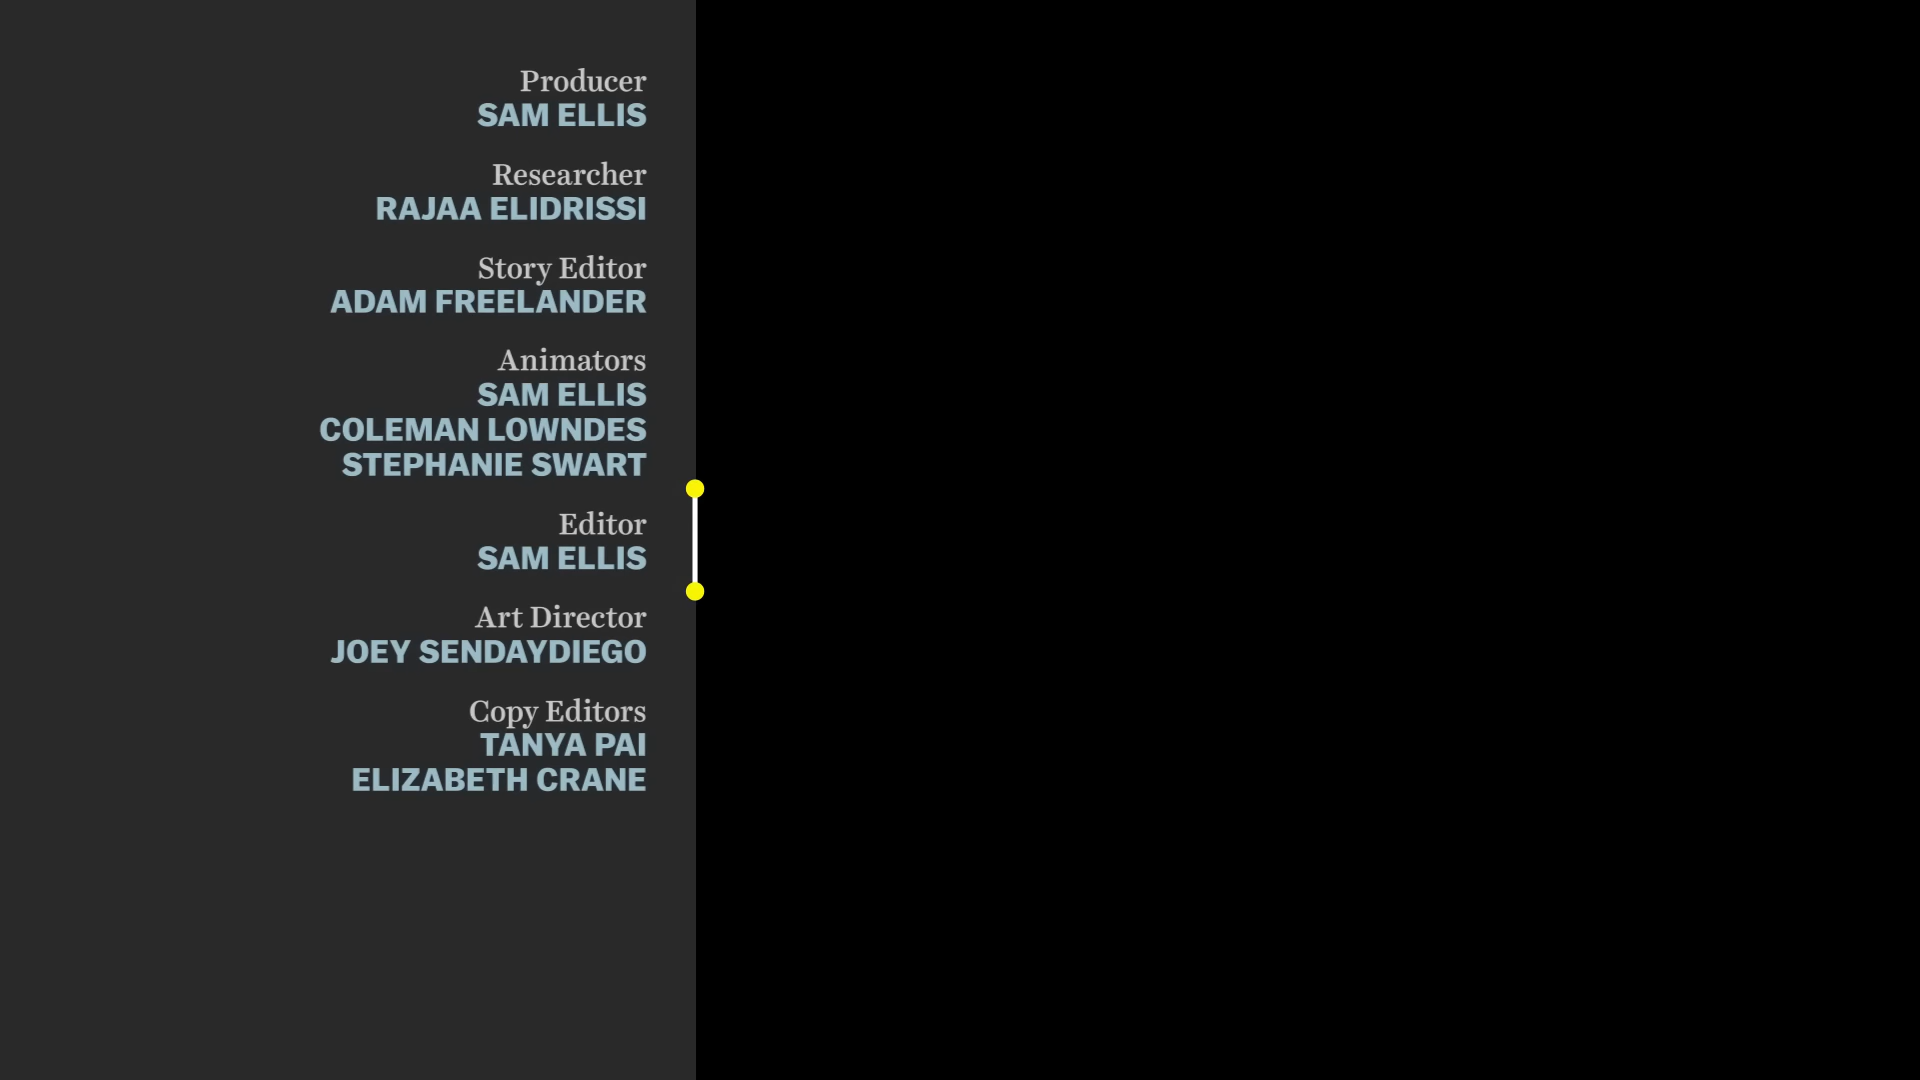 Producer
SAM ELLIS
Researcher
RAJAA ELIDRISSI
Story Editor
ADAM FREELANDER
Animators
SAM ELLIS
COLEMAN LOWNDES
STEPHANIE SWART
Editor
SAM ELLIS
Art Director
JOEY SENDAYDIEGO
Copy Editors
TANYA PAI
ELIZABETH CRANE